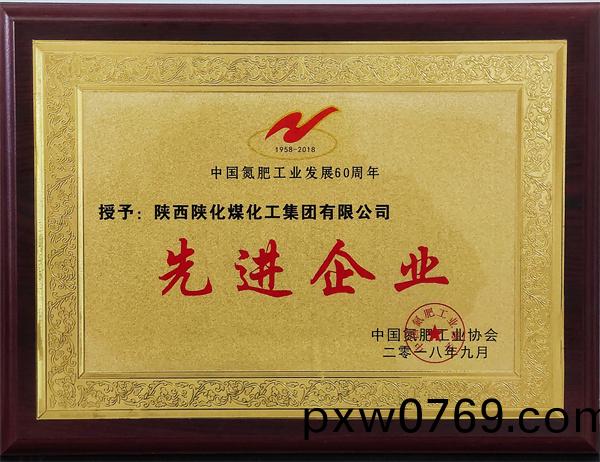 1958-2018
中国氮肥工业发展60周年
授予：陕西陕化煤化工集团有限公司
先进企业
中国氮肥工业协会
二零一八年九月
pxw0769.com